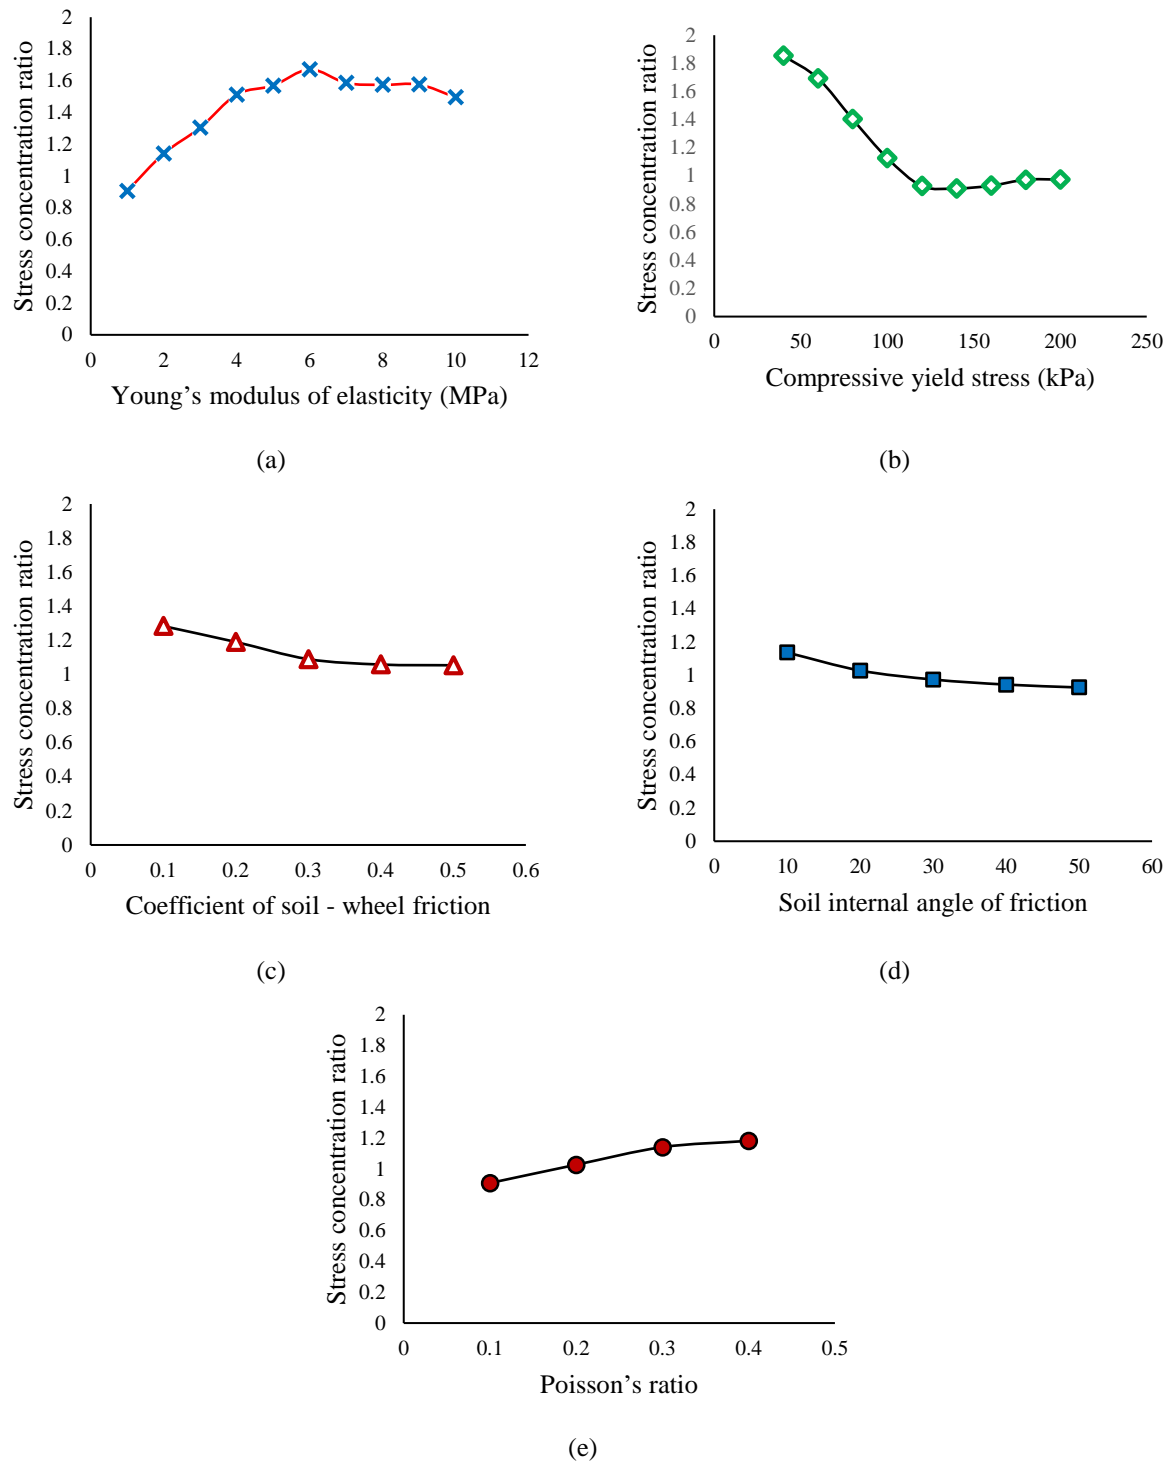 Stress concentration ratio
2
1.8
1.6
1.4
1.2
1
0.8
0.6
0.4
0.2
0
0 2 4 6 8 10 12
Young’s modulus of elasticity (MPa)
(a)
Stress concentration ratio
2
1.8
1.6
1.4
1.2
1
0.8
0.6
0.4
0.2
0
0 50 100 150 200 250
Compressive yield stress (kPa)
(b)
Stress concentration ratio
2
1.8
1.6
1.4
1.2
1
0.8
0.6
0.4
0.2
0
0 0.1 0.2 0.3 0.4 0.5 0.6
Coefficient of soil - wheel friction
(c)
Stress concentration ratio
2
1.8
1.6
1.4
1.2
1
0.8
0.6
0.4
0.2
0
0 10 20 30 40 50 60
Soil internal angle of friction
(d)
Stress concentration ratio
2
1.8
1.6
1.4
1.2
1
0.8
0.6
0.4
0.2
0
0 0.1 0.2 0.3 0.4 0.5
Poisson’s ratio
(e)